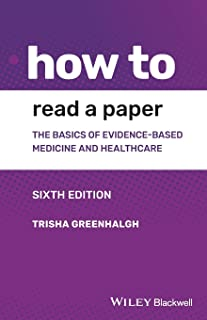 how to
read a paper
THE BASICS OF EVIDENCE-BASED
MEDICINE AND HEALTHCARE
SIXTH EDITION
TRISHA GREENHALGH
WILEY Blackwell